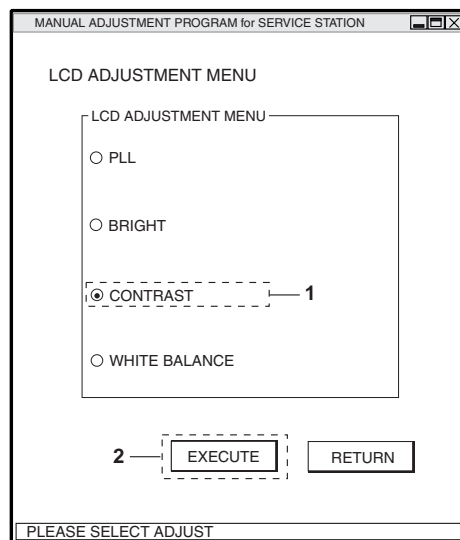 MANUAL ADJUSTMENT PROGRAM for SERVICE STATION
LCD ADJUSTMENT MENU
LCD ADJUSTMENT MENU
PLL
BRIGHT
CONTRAST 1
WHITE BALANCE
2 EXECUTE RETURN
PLEASE SELECT ADJUST